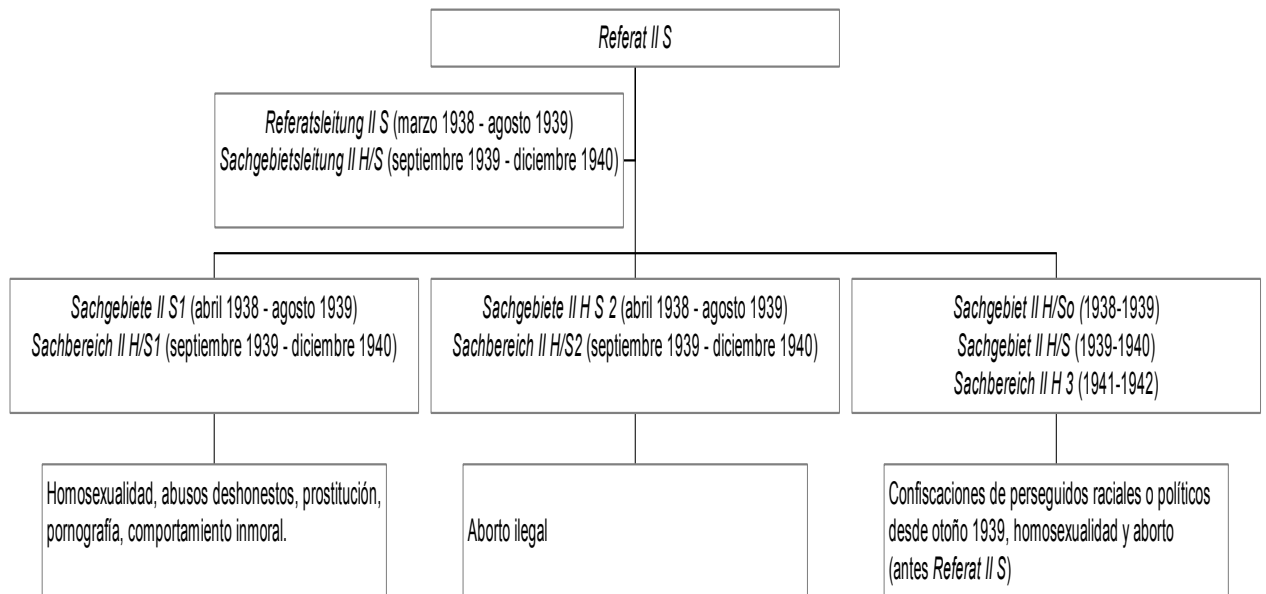 Referat II S
Referatsleitung II S (marzo 1938 - agosto 1939)
Sachgebietsleitung II H/S (septiembre 1939 - diciembre 1940)
Sachgebiete II S1 (abril 1938 - agosto 1939)
Sachbereich II H/S1 (septiembre 1939 - diciembre 1940)
Sachgebiete II H S 2 (abril 1938 - agosto 1939)
Sachbereich II H/S2 (septiembre 1939 - diciembre 1940)
Sachgebiet II H/So (1938-1939)
Sachgebiet II H/S (1939-1940)
Sachbereich II H 3 (1941-1942)
Homosexualidad, abusos deshonestos, prostitución,
pornografía, comportamiento inmoral.
Aborto ilegal
Confiscaciones de perseguidos raciales o políticos
desde otoño 1939, homosexualidad y aborto
(antes Referat II S)